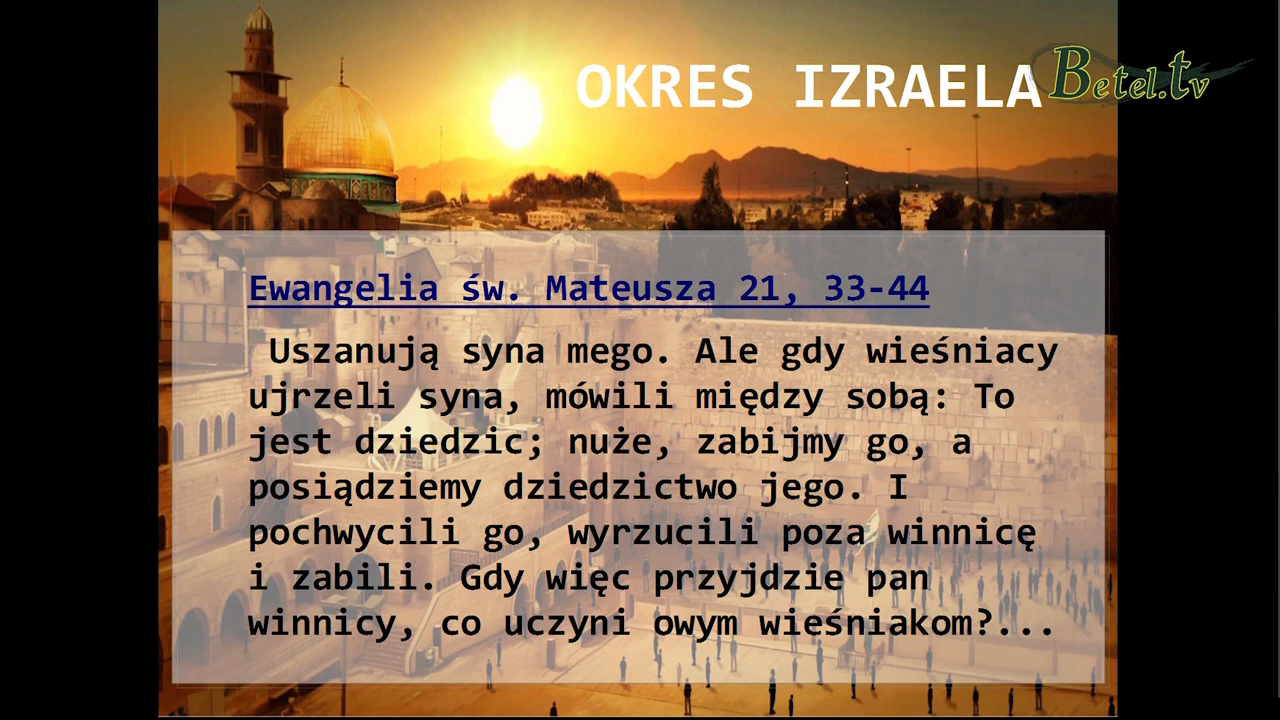 OKRES IZRAELA
Betel.tv
Ewangelia św. Mateusza 21, 33-44
Uszanują syna mego. Ale gdy wieśniacy
ujrzeli syna, mówili między sobą: To
jest dziedzic; nuże, zabijmy go, a
posiądziemy dziedzictwo jego. I
pochwycili go, wyrzucili poza winnicę
i zabili. Gdy więc przyjdzie pan
winnicy, co uczyni owym wieśniakom?...